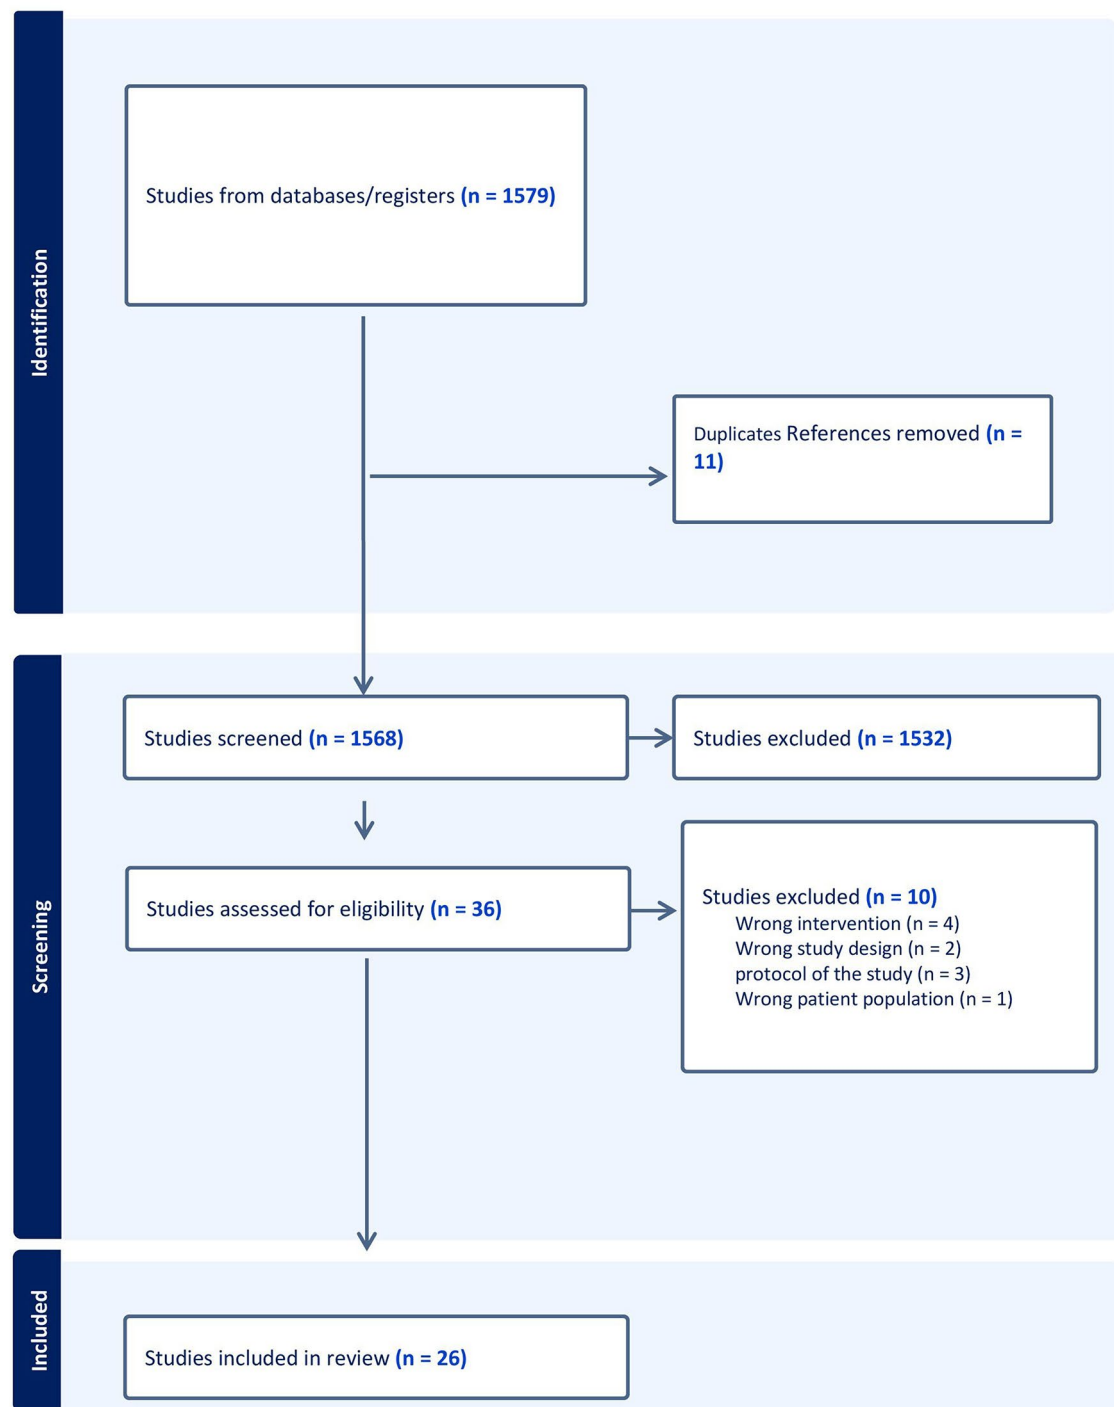 Identification
Studies from databases/registers (n = 1579)
Duplicates References removed (n =
11)
Screening
Studies screened (n = 1568)
Studies excluded (n = 1532)
Studies assessed for eligibility (n = 36)
Studies excluded (n = 10)
Wrong intervention (n = 4)
Wrong study design (n = 2)
protocol of the study (n = 3)
Wrong patient population (n = 1)
Included
Studies included in review (n = 26)